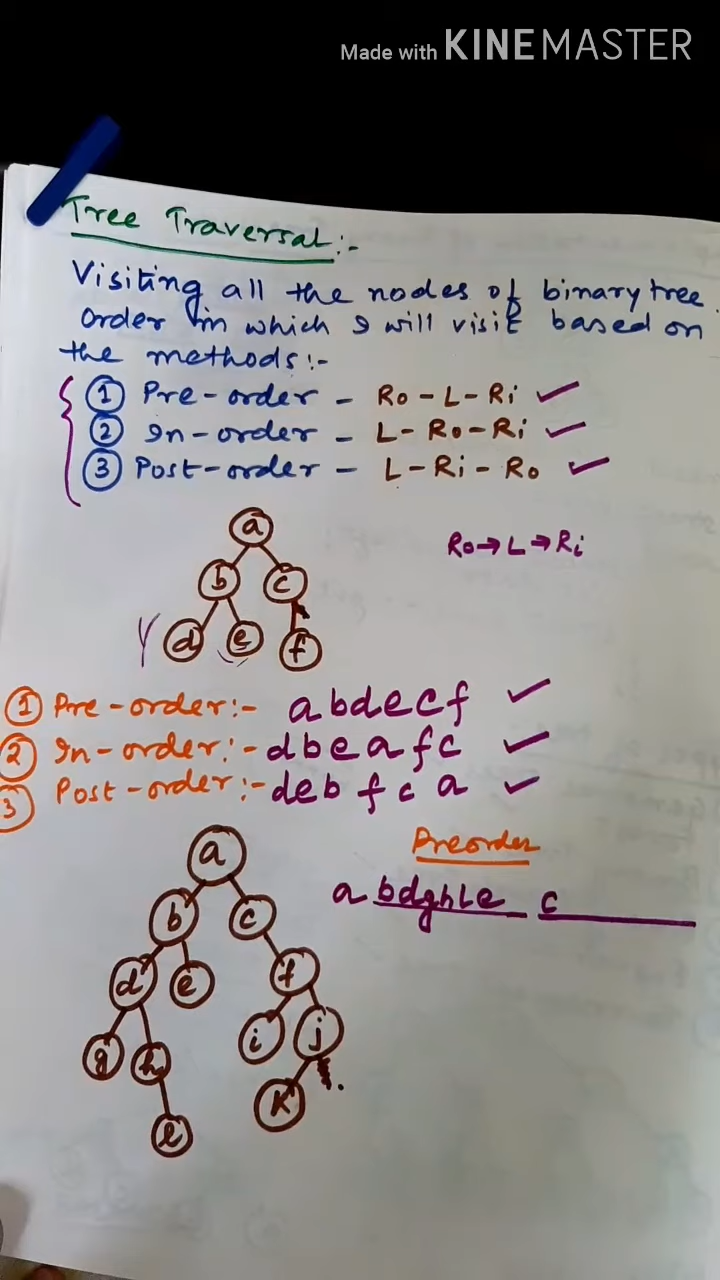 Made with KINEMASTER
Tree Traversal:-
Visiting all the nodes of binary tree.
order in which I will visit based on
the methods:-
① Pre-order - Ro - L - Ri ✓
② In-order - L - Ro - Ri ✓
③ Post-order - L - Ri - Ro ✓
Ro→L→Ri
a
b c
d e f
① Pre-order:- abdecf ✓
② In-order:- dbeafc ✓
③ Post-order:- deb f c a ✓
Preorder
a bdghle c
a
b c
d e f
g h i j
l k